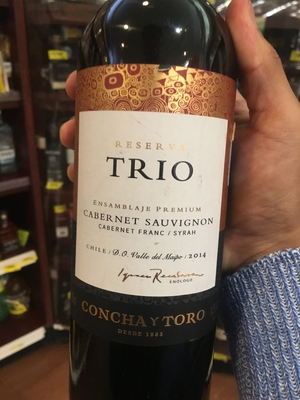 RESERVA
TRIO
ENSAMBLAJE PREMIUM
CABERNET SAUVIGNON
CABERNET FRANC / SYRAH
CHILE / D.O. Valle del Maipo / 2014
ENÓLOGO
CONCHA Y TORO
DESDE 1883